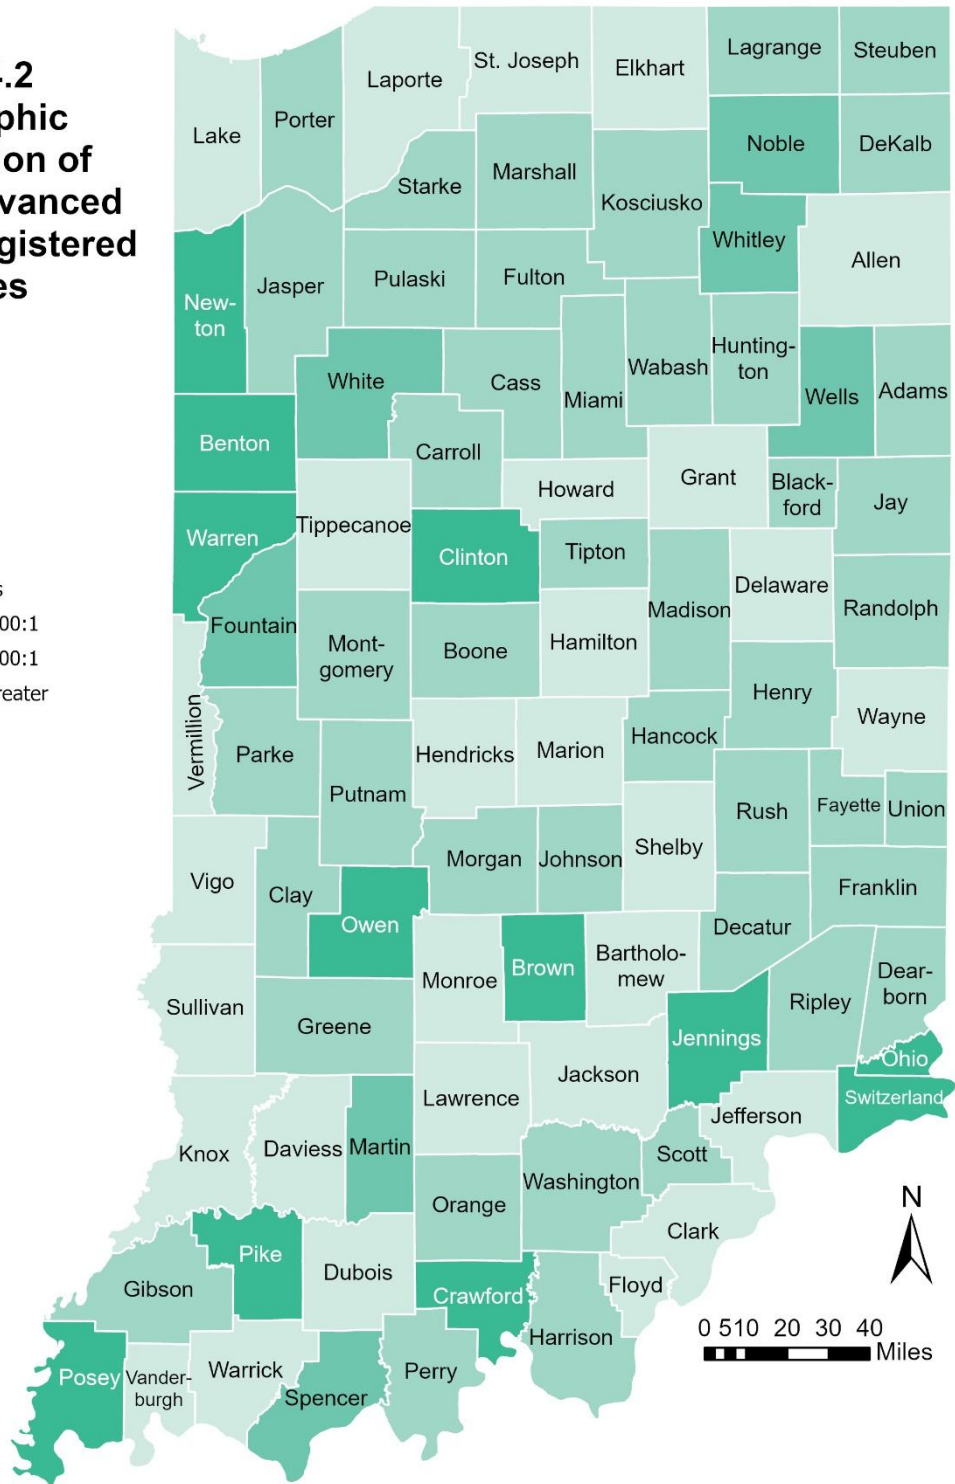 .2
phic
ion of
vanced
gistered
es
s
00:1
00:1
reater
Lake
Porter
Laporte
St. Joseph
Elkhart
Lagrange
Steuben
Noble
DeKalb
Starke
Marshall
Kosciusko
Whitley
Allen
New-
ton
Jasper
Pulaski
Fulton
White
Cass
Miami
Wabash
Hunting-
ton
Wells
Adams
Benton
Carroll
Howard
Grant
Black-
ford
Jay
Warren
Tippecanoe
Clinton
Tipton
Madison
Delaware
Randolph
Fountain
Mont-
gomery
Boone
Hamilton
Henry
Wayne
Vermillion
Parke
Putnam
Hendricks
Marion
Hancock
Rush
Fayette
Union
Vigo
Clay
Owen
Morgan
Johnson
Shelby
Franklin
Decatur
Sullivan
Greene
Monroe
Brown
Bartholo-
mew
Jennings
Ripley
Dear-
born
Ohio
Switzerland
Knox
Daviess
Martin
Lawrence
Jackson
Jefferson
Scott
Washington
Orange
Clark
Floyd
Gibson
Pike
Dubois
Crawford
Harrison
Posey
Vander-
burgh
Warrick
Spencer
Perry
N
0 5 10 20 30 40
Miles